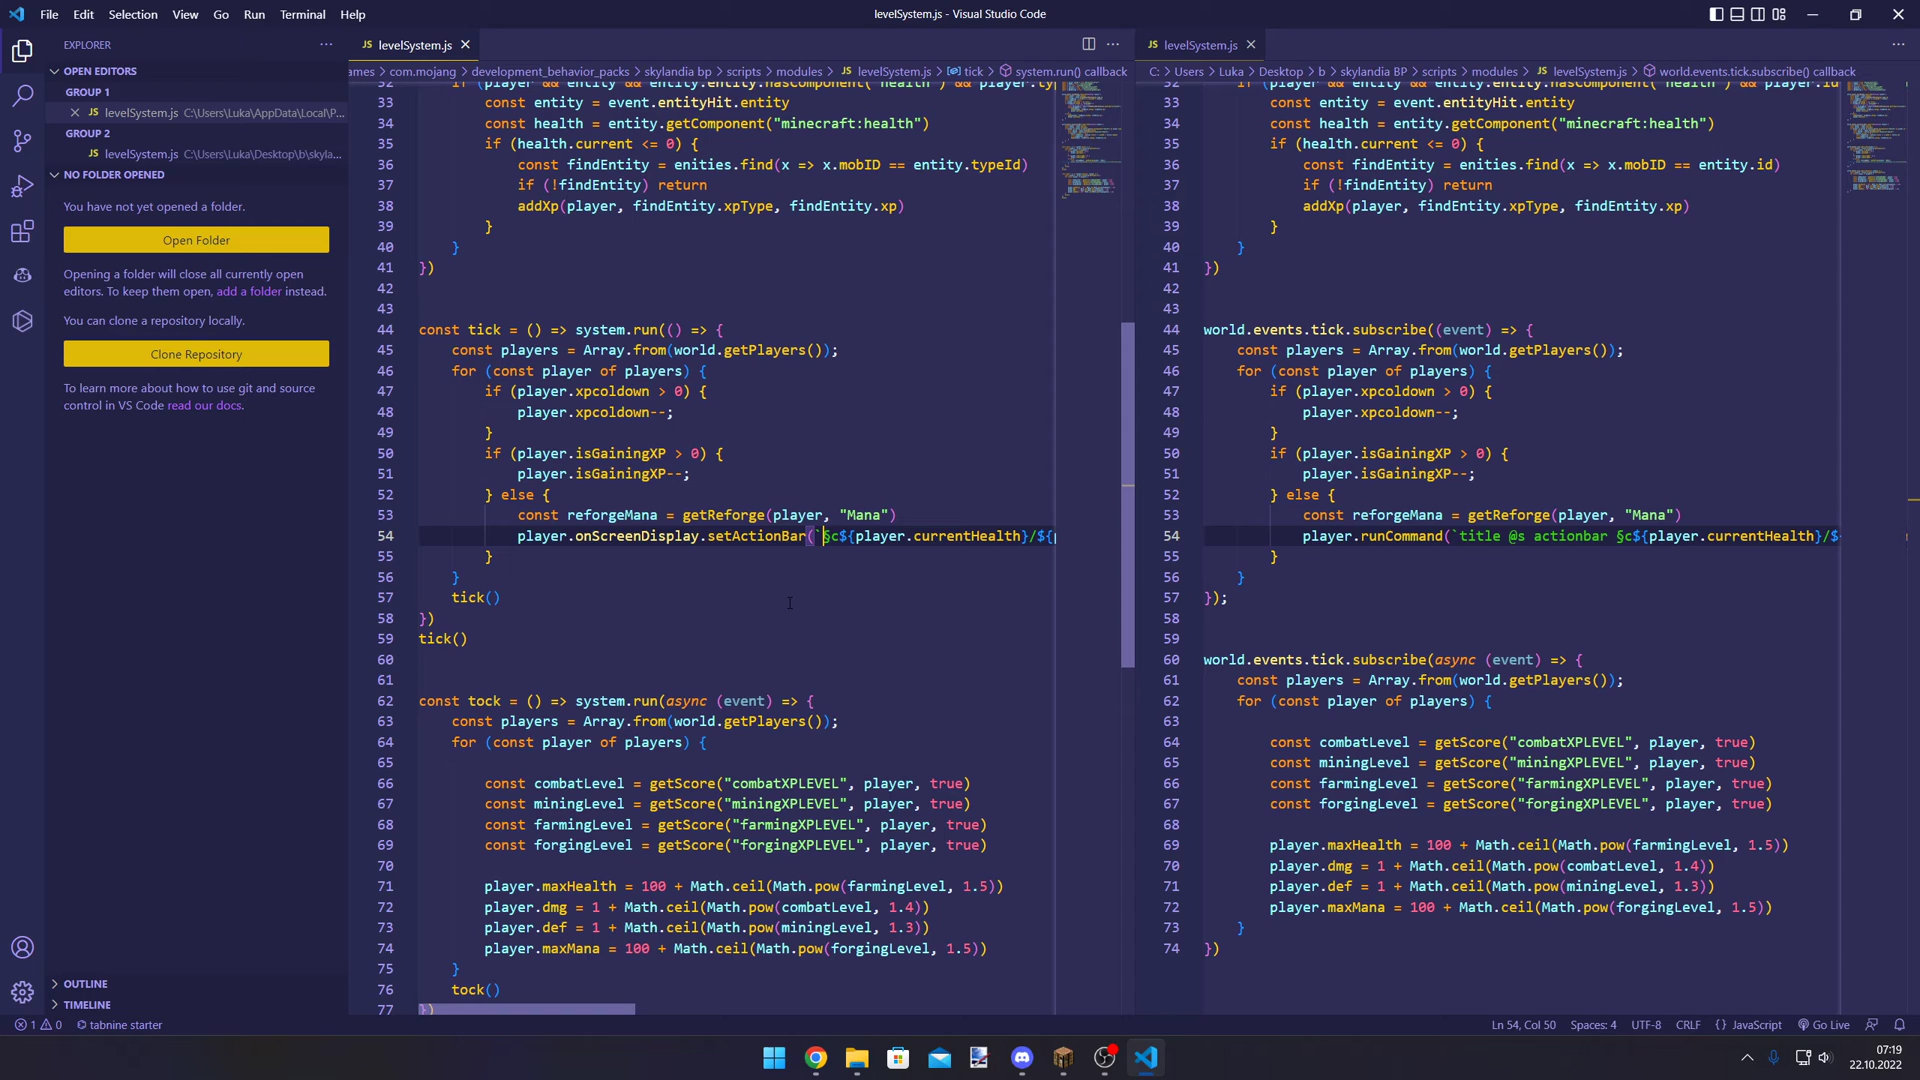 File Edit Selection View Go Run Terminal Help
levelSystem.js - Visual Studio Code
EXPLORER
OPEN EDITORS
GROUP 1
JS levelSystem.js C:\Users\Luka\AppData\Local\P...
GROUP 2
JS levelSystem.js C:\Users\Luka\Desktop\b\skyla...
NO FOLDER OPENED
You have not yet opened a folder.
Open Folder
Opening a folder will close all currently open
editors. To keep them open, add a folder instead.
You can clone a repository locally.
Clone Repository
To learn more about how to use git and source
control in VS Code read our docs.
OUTLINE
TIMELINE
JS levelSystem.js
ames > com.mojang > development_behavior_packs > skylandia bp > scripts > modules > JS levelSystem.js > tick > system.run() callback
33 const entity = event.entityHit.entity
34 const health = entity.getComponent("minecraft:health")
35 if (health.current <= 0) {
36 const findEntity = enities.find(x => x.mobID == entity.typeId)
37 if (!findEntity) return
38 addXp(player, findEntity.xpType, findEntity.xp)
39 }
40 }
41 })
42
43
44 const tick = () => system.run(() => {
45 const players = Array.from(world.getPlayers());
46 for (const player of players) {
47 if (player.xpcoldown > 0) {
48 player.xpcoldown--;
49 }
50 if (player.isGainingXP > 0) {
51 player.isGainingXP--;
52 } else {
53 const reforgeMana = getReforge(player, "Mana")
54 player.onScreenDisplay.setActionBar(`§c${player.currentHealth}/${p
55 }
56 }
57 tick()
58 })
59 tick()
60
61
62 const tock = () => system.run(async (event) => {
63 const players = Array.from(world.getPlayers());
64 for (const player of players) {
65
66 const combatLevel = getScore("combatXPLEVEL", player, true)
67 const miningLevel = getScore("miningXPLEVEL", player, true)
68 const farmingLevel = getScore("farmingXPLEVEL", player, true)
69 const forgingLevel = getScore("forgingXPLEVEL", player, true)
70
71 player.maxHealth = 100 + Math.ceil(Math.pow(farmingLevel, 1.5))
72 player.dmg = 1 + Math.ceil(Math.pow(combatLevel, 1.4))
73 player.def = 1 + Math.ceil(Math.pow(miningLevel, 1.3))
74 player.maxMana = 100 + Math.ceil(Math.pow(forgingLevel, 1.5))
75 }
76 tock()
77 })
JS levelSystem.js
C: > Users > Luka > Desktop > b > skylandia BP > scripts > modules > JS levelSystem.js > world.events.tick.subscribe() callback
33 const entity = event.entityHit.entity
34 const health = entity.getComponent("minecraft:health")
35 if (health.current <= 0) {
36 const findEntity = enities.find(x => x.mobID == entity.id)
37 if (!findEntity) return
38 addXp(player, findEntity.xpType, findEntity.xp)
39 }
40 }
41 })
42
43
44 world.events.tick.subscribe((event) => {
45 const players = Array.from(world.getPlayers());
46 for (const player of players) {
47 if (player.xpcoldown > 0) {
48 player.xpcoldown--;
49 }
50 if (player.isGainingXP > 0) {
51 player.isGainingXP--;
52 } else {
53 const reforgeMana = getReforge(player, "Mana")
54 player.runCommand(`title @s actionbar §c${player.currentHealth}/$
55 }
56 }
57 });
58
59
60 world.events.tick.subscribe(async (event) => {
61 const players = Array.from(world.getPlayers());
62 for (const player of players) {
63
64 const combatLevel = getScore("combatXPLEVEL", player, true)
65 const miningLevel = getScore("miningXPLEVEL", player, true)
66 const farmingLevel = getScore("farmingXPLEVEL", player, true)
67 const forgingLevel = getScore("forgingXPLEVEL", player, true)
68
69 player.maxHealth = 100 + Math.ceil(Math.pow(farmingLevel, 1.5))
70 player.dmg = 1 + Math.ceil(Math.pow(combatLevel, 1.4))
71 player.def = 1 + Math.ceil(Math.pow(miningLevel, 1.3))
72 player.maxMana = 100 + Math.ceil(Math.pow(forgingLevel, 1.5))
73 }
74 })
1 0 tabnine starter
Ln 54, Col 50 Spaces: 4 UTF-8 CRLF {} JavaScript Go Live
07:19
22.10.2022